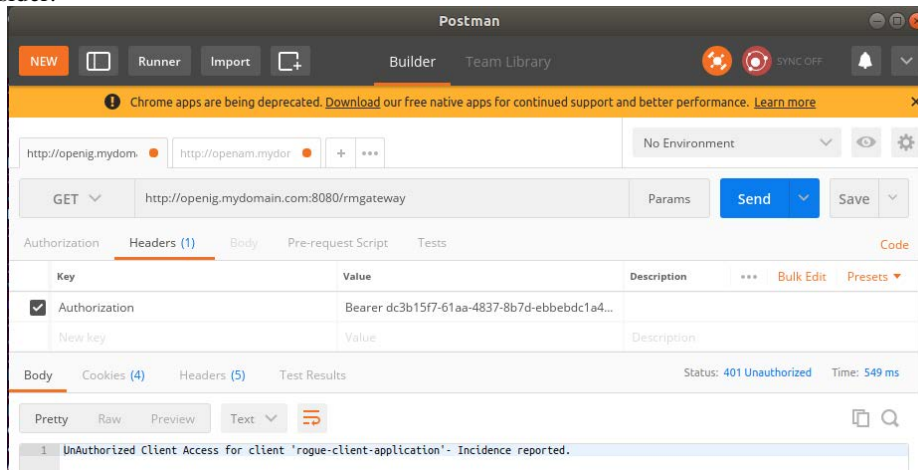 Postman
NEW Runner Import Builder Team Library SYNC OFF
Chrome apps are being deprecated. Download our free native apps for continued support and better performance. Learn more
http://openig.mydom http://openam.mydor + ••• No Environment
GET http://openig.mydomain.com:8080/rmgateway Params Send Save
Authorization Headers (1) Body Pre-request Script Tests Code
Key Value Description ••• Bulk Edit Presets
Authorization Bearer dc3b15f7-61aa-4837-8b7d-ebbebdc1a4...
New key Value Description
Body Cookies (4) Headers (5) Test Results Status: 401 Unauthorized Time: 549 ms
Pretty Raw Preview Text
1 UnAuthorized Client Access for client 'rogue-client-application'- Incidence reported.